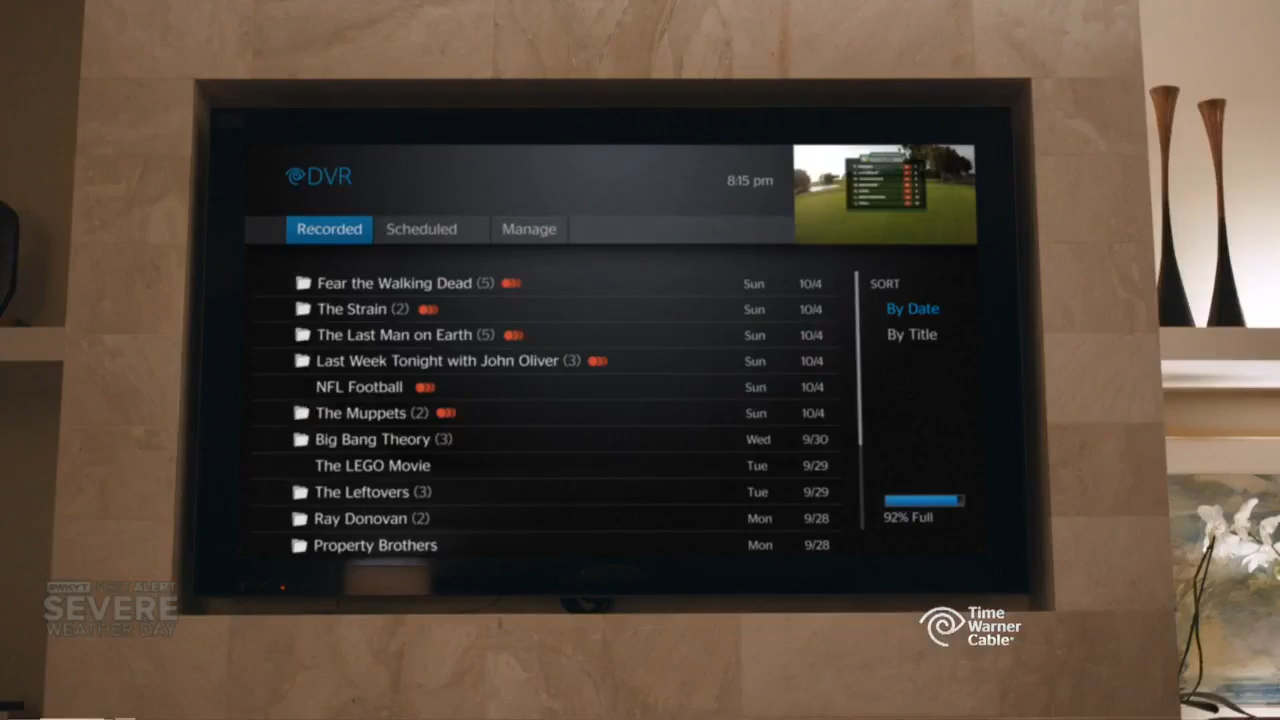 DVR
8:15 pm
Recorded Scheduled Manage
Fear the Walking Dead (5) Sun 10/4
The Strain (2) Sun 10/4
The Last Man on Earth (5) Sun 10/4
Last Week Tonight with John Oliver (3) Sun 10/4
NFL Football Sun 10/4
The Muppets (2) Sun 10/4
Big Bang Theory (3) Wed 9/30
The LEGO Movie Tue 9/29
The Leftovers (3) Tue 9/29
Ray Donovan (2) Mon 9/28
Property Brothers Mon 9/28
SORT
By Date
By Title
92% Full
WKYT FIRST ALERT
SEVERE
WEATHER DAY
Time
Warner
Cable